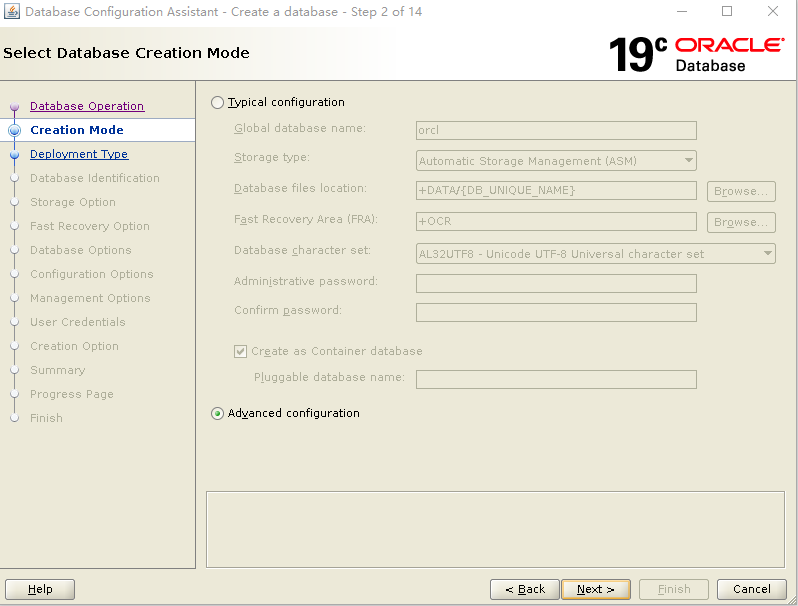 Database Configuration Assistant - Create a database - Step 2 of 14
Select Database Creation Mode
19c ORACLE
Database
Database Operation
Creation Mode
Deployment Type
Database Identification
Storage Option
Fast Recovery Option
Database Options
Configuration Options
Management Options
User Credentials
Creation Option
Summary
Progress Page
Finish
Typical configuration
Global database name: orcl
Storage type: Automatic Storage Management (ASM)
Database files location: +DATA/{DB_UNIQUE_NAME} Browse...
Fast Recovery Area (FRA): +OCR Browse...
Database character set: AL32UTF8 - Unicode UTF-8 Universal character set
Administrative password:
Confirm password:
Create as Container database
Pluggable database name:
Advanced configuration
Help < Back Next > Finish Cancel